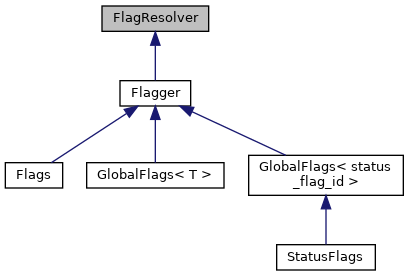 FlagResolver
Flagger
Flags
GlobalFlags< T >
GlobalFlags< status
_flag_id >
StatusFlags